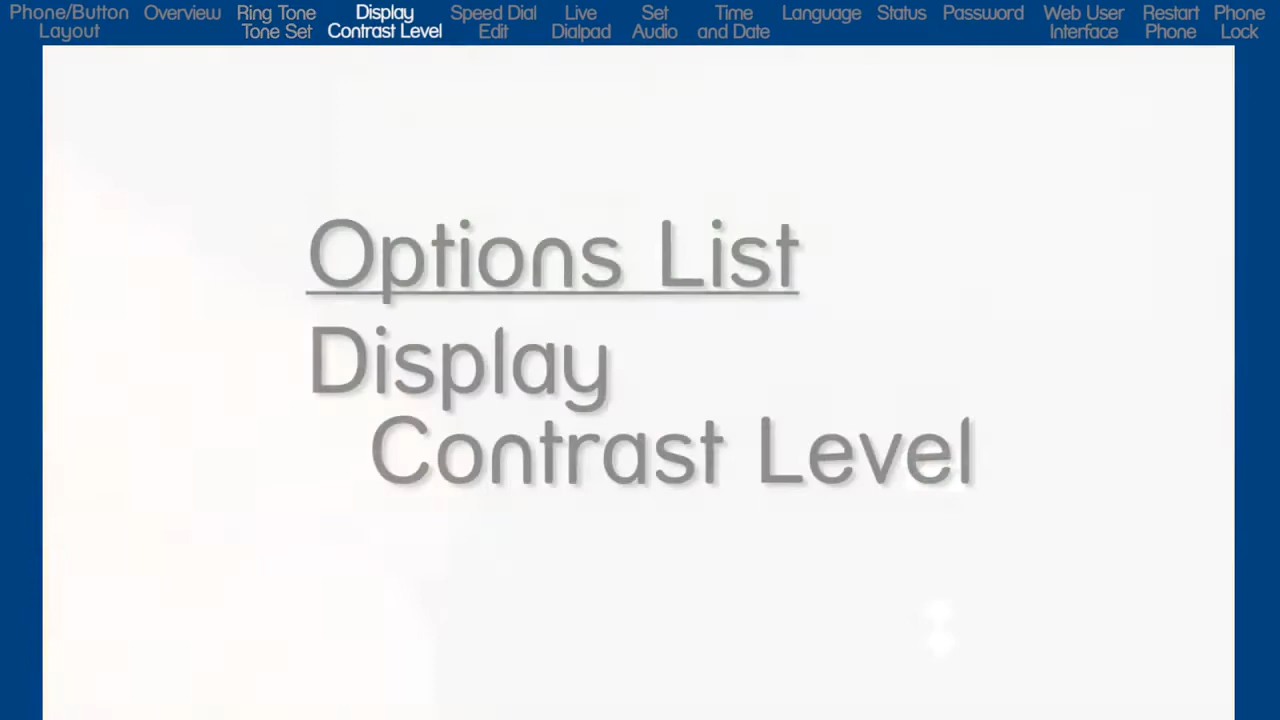 Phone/Button Layout
Overview
Ring Tone Tone Set
Display Contrast Level
Speed Dial Edit
Live Dialpad
Set Audio
Time and Date
Language
Status
Password
Web User Interface
Restart Phone
Phone Lock
Options List
Display
Contrast Level